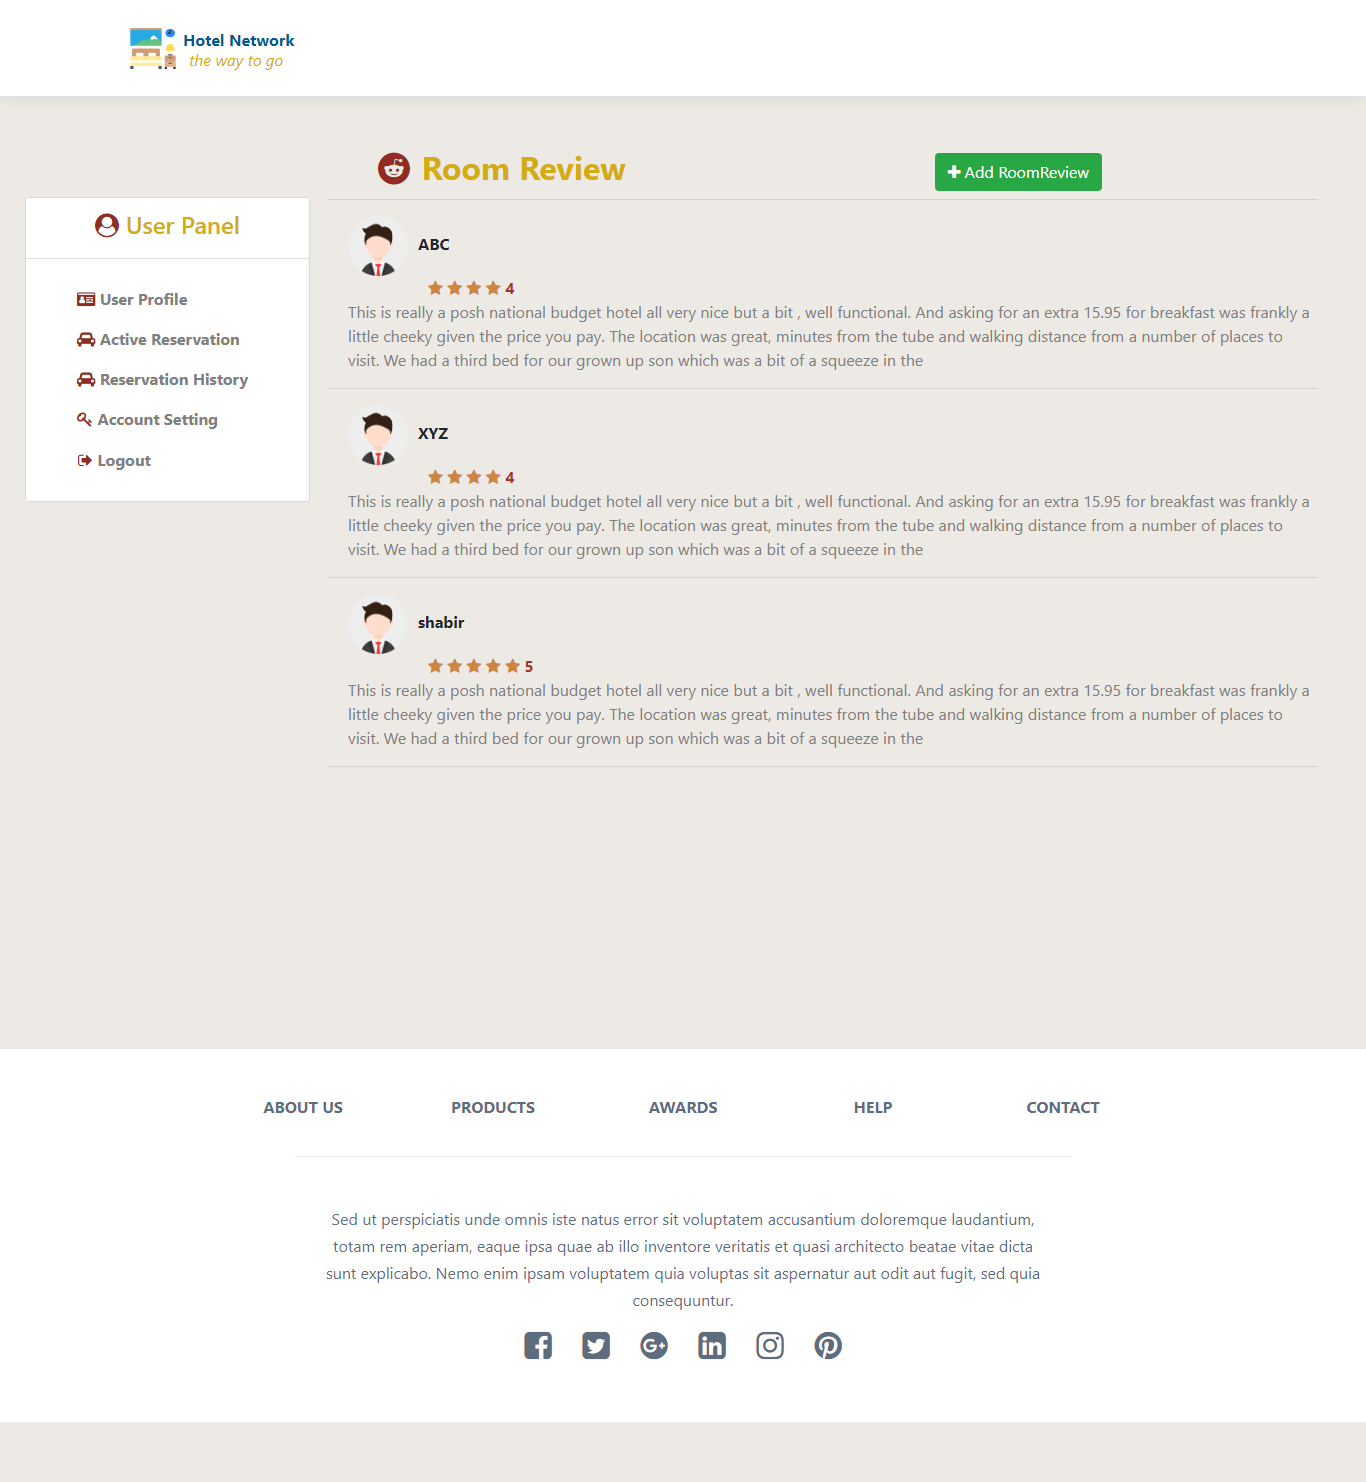 Hotel Network
the way to go
Room Review
Add RoomReview
User Panel
User Profile
Active Reservation
Reservation History
Account Setting
Logout
ABC
4
This is really a posh national budget hotel all very nice but a bit , well functional. And asking for an extra 15.95 for breakfast was frankly a
little cheeky given the price you pay. The location was great, minutes from the tube and walking distance from a number of places to
visit. We had a third bed for our grown up son which was a bit of a squeeze in the
XYZ
4
This is really a posh national budget hotel all very nice but a bit , well functional. And asking for an extra 15.95 for breakfast was frankly a
little cheeky given the price you pay. The location was great, minutes from the tube and walking distance from a number of places to
visit. We had a third bed for our grown up son which was a bit of a squeeze in the
shabir
5
This is really a posh national budget hotel all very nice but a bit , well functional. And asking for an extra 15.95 for breakfast was frankly a
little cheeky given the price you pay. The location was great, minutes from the tube and walking distance from a number of places to
visit. We had a third bed for our grown up son which was a bit of a squeeze in the
ABOUT US PRODUCTS AWARDS HELP CONTACT
Sed ut perspiciatis unde omnis iste natus error sit voluptatem accusantium doloremque laudantium,
totam rem aperiam, eaque ipsa quae ab illo inventore veritatis et quasi architecto beatae vitae dicta
sunt explicabo. Nemo enim ipsam voluptatem quia voluptas sit aspernatur aut odit aut fugit, sed quia
consequuntur.